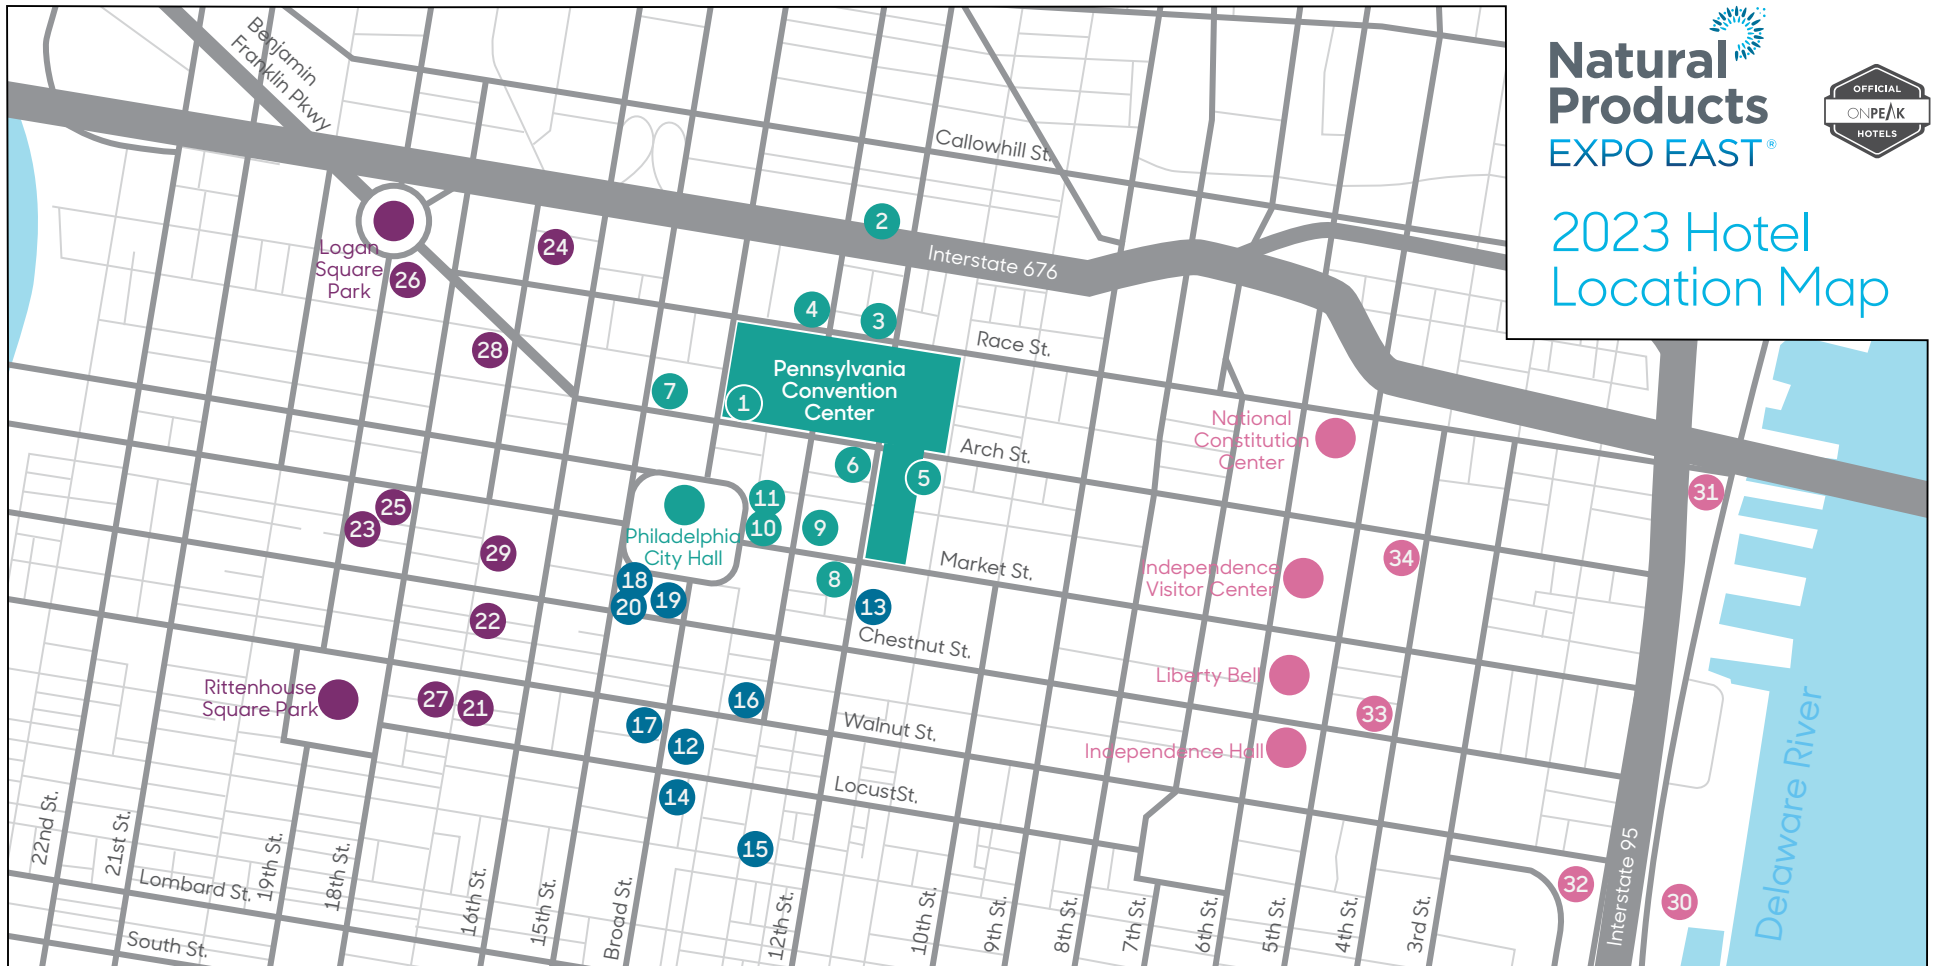 Natural
Products
EXPO EAST®
OFFICIAL
ONPEAK
HOTELS
2023 Hotel
Location Map
Benjamin
Franklin Pkwy
Callowhill St.
2
Interstate 676
Logan
Square
Park
24
26
4
3
Race St.
28
Pennsylvania
Convention
Center
7
1
National
Constitution
Center
Arch St.
6
5
11
10
9
31
25
23
29
Philadelphia
City Hall
Market St.
34
Independence
Visitor Center
18
20
19
8
13
22
Chestnut St.
Rittenhouse
Square Park
27
21
16
Liberty Bell
17
12
Walnut St.
33
Independence Hall
14
LocustSt.
15
Delaware River
22nd St.
21st St.
19th St.
18th St.
16th St.
15th St.
Broad St.
12th St.
10th St.
9th St.
8th St.
7th St.
6th St.
5th St.
4th St.
3rd St.
32
Interstate 95
30
Lombard St.
South St.